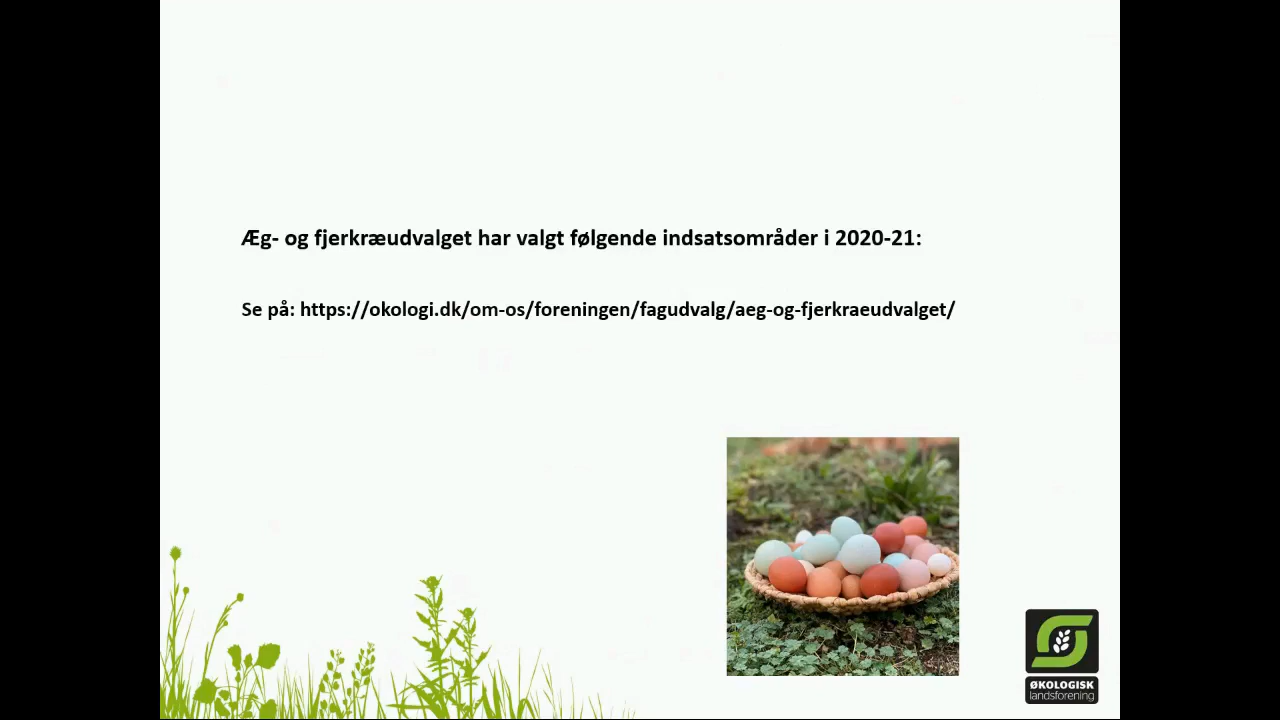 Æg- og fjerkræudvalget har valgt følgende indsatsområder i 2020-21:
Se på: https://okologi.dk/om-os/foreningen/fagudvalg/aeg-og-fjerkraeudvalget/
ØKOLOGISK
landsforening